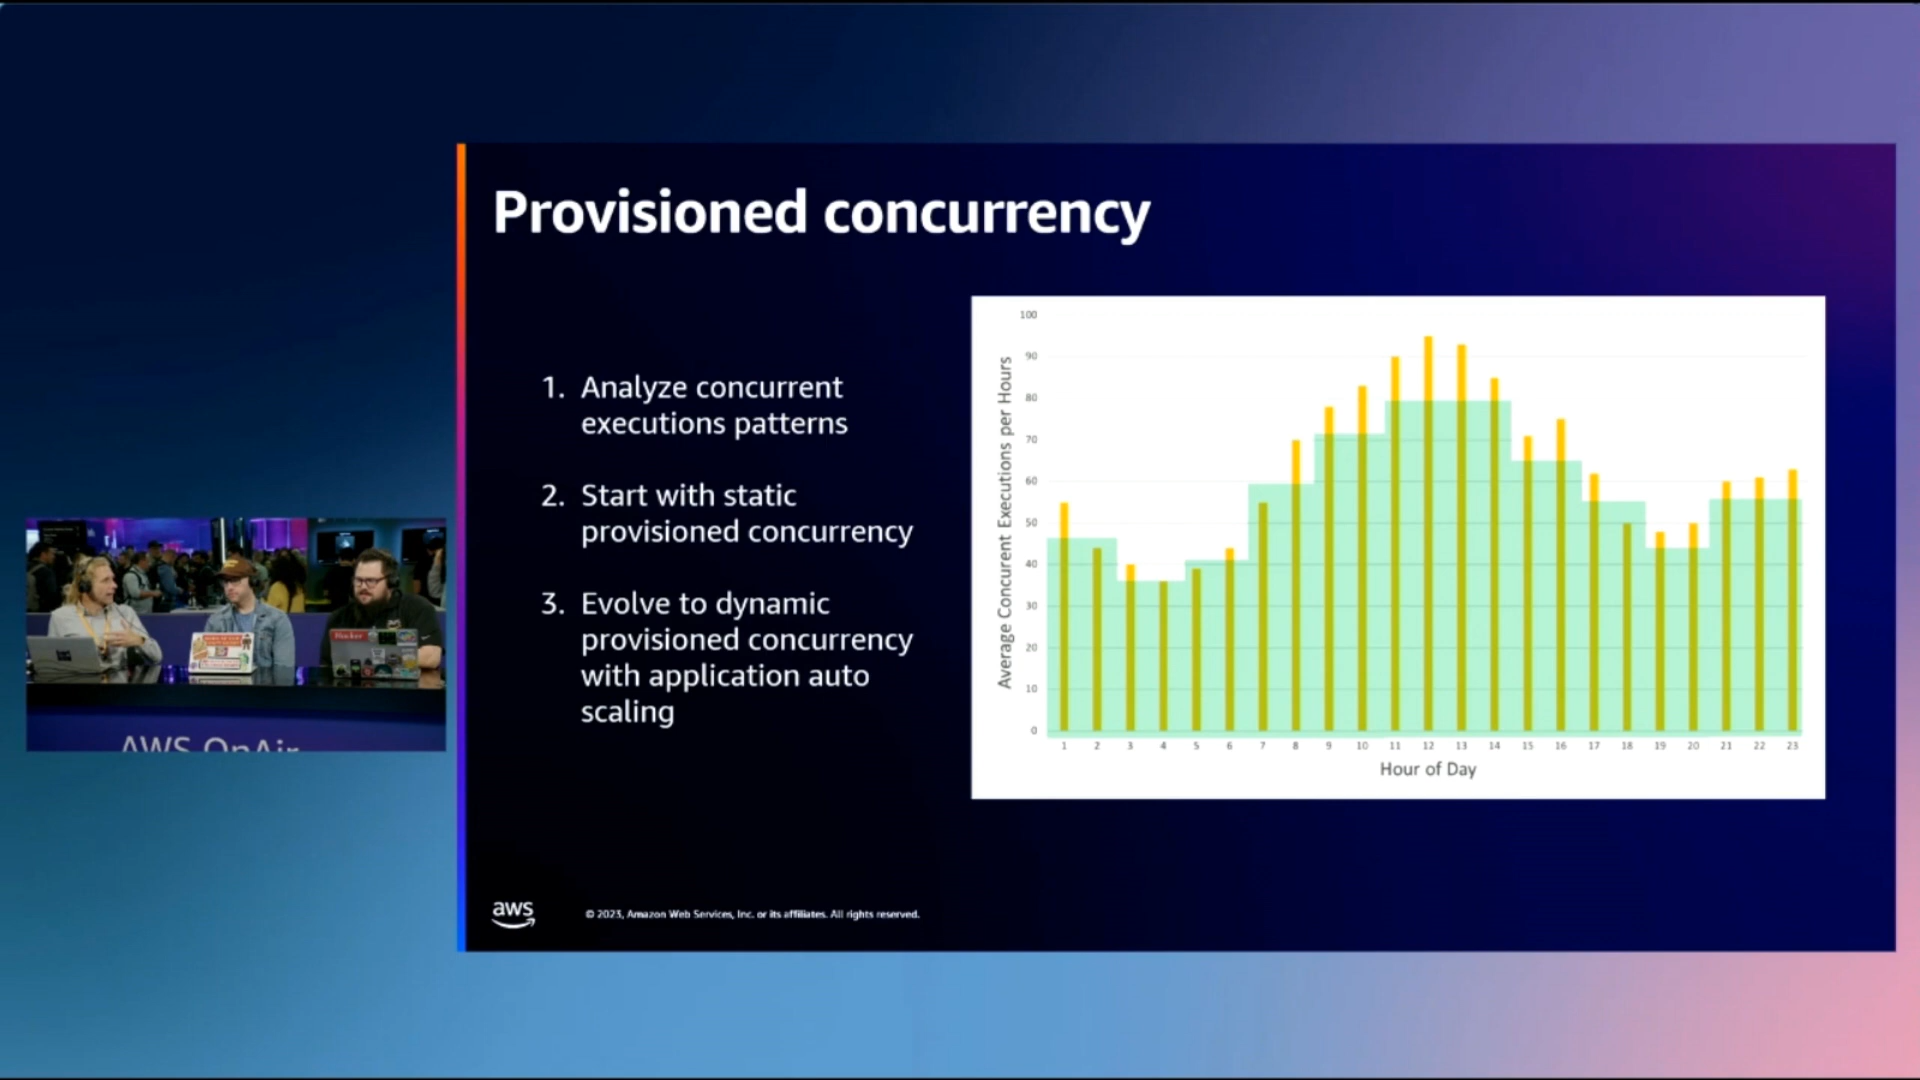 Provisioned concurrency
1. Analyze concurrent
executions patterns
2. Start with static
provisioned concurrency
3. Evolve to dynamic
provisioned concurrency
with application auto
scaling
Average Concurent Executions per Hours
100
90
80
70
60
50
40
30
20
10
0
1 2 3 4 5 6 7 8 9 10 11 12 13 14 15 16 17 18 19 20 21 22 23
Hour of Day
Hacker
AWS OnAir
aws
© 2023, Amazon Web Services, Inc. or its affiliates. All rights reserved.